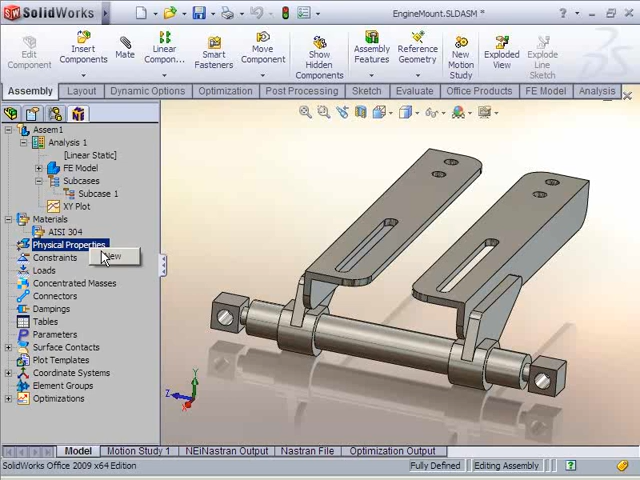 SolidWorks
EngineMount.SLDASM *
Edit Component
Insert Components
Mate
Linear Compon...
Smart Fasteners
Move Component
Show Hidden Components
Assembly Features
Reference Geometry
New Motion Study
Exploded View
Explode Line Sketch
Assembly Layout Dynamic Options Optimization Post Processing Sketch Evaluate Office Products FE Model Analysis
Assem1
Analysis 1
[Linear Static]
FE Model
Subcases
Subcase 1
XY Plot
Materials
AISI 304
Physical Properties
Constraints
Loads
Concentrated Masses
Connectors
Dampings
Tables
Parameters
Surface Contacts
Plot Templates
Coordinate Systems
Element Groups
Optimizations
Y
Z
X
Model Motion Study 1 NEiNastran Output Nastran File Optimization Output
SolidWorks Office 2009 x64 Edition Fully Defined Editing Assembly